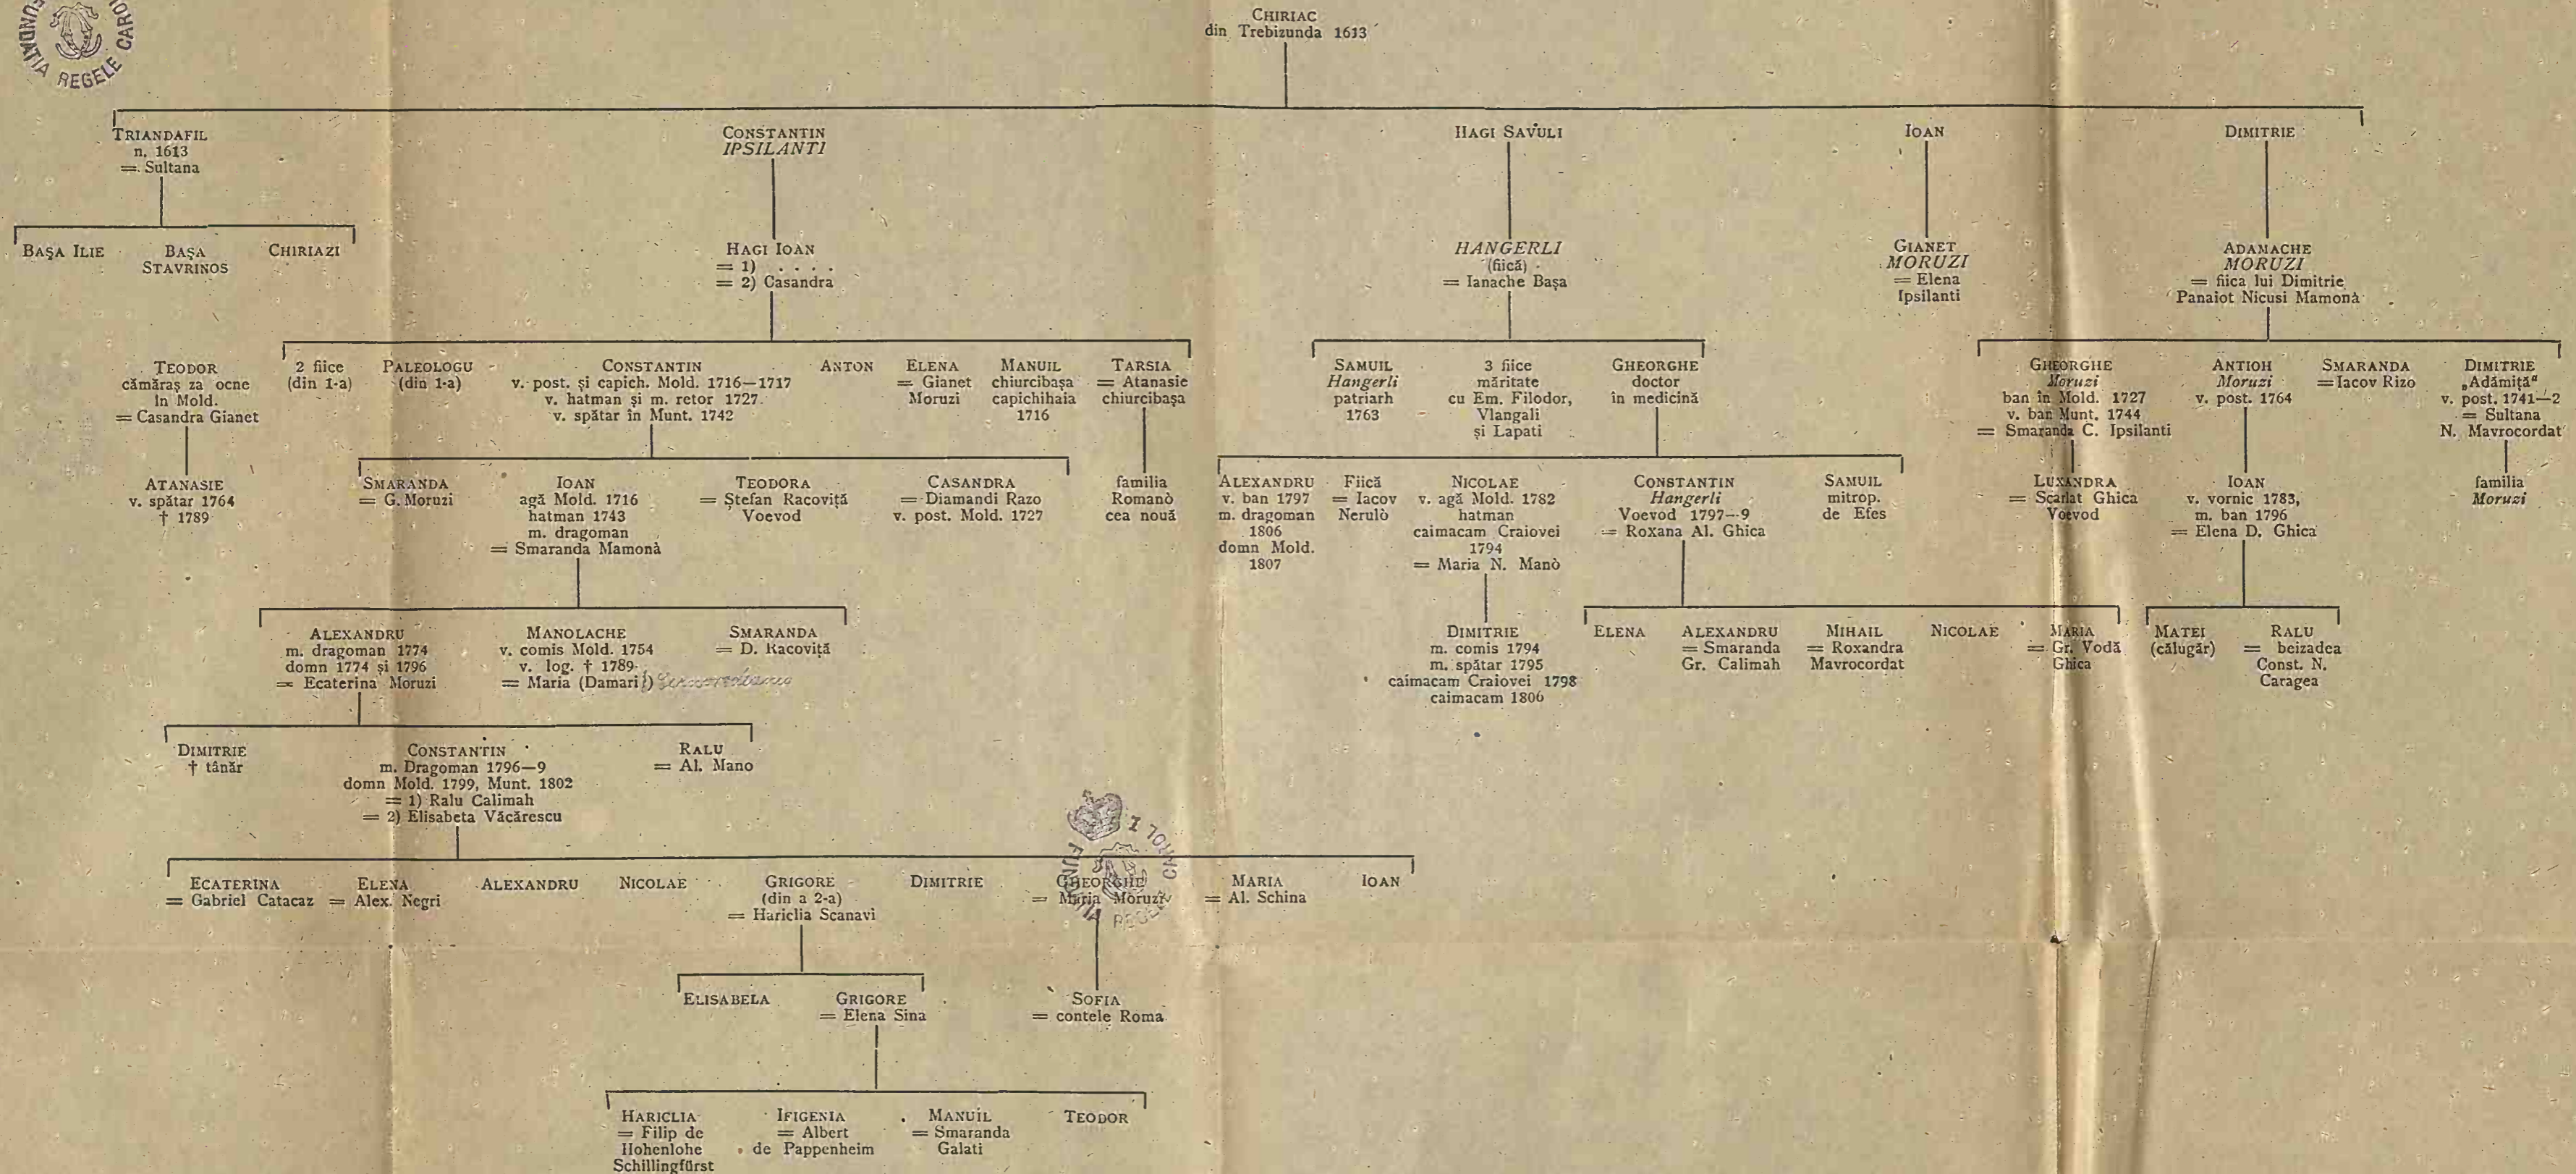 FUNDAȚIA REGELE CAROL
CHIRIAC
din Trebizunda 1613
TRIANDAFIL
n. 1613
= Sultana
CONSTANTIN
IPSILANTI
HAGI SAVULI
IOAN
DIMITRIE
BAȘA ILIE
BAȘA
STAVRINOS
CHIRIAZI
HAGI IOAN
= 1) . . . .
= 2) Casandra
HANGERLI
(fiică)
= Ianache Bașa
GIANET
MORUZI
= Elena
Ipsilanti
ADAMACHE
MORUZI
= fiica lui Dimitrie
Panaiot Nicusi Mamonà
TEODOR
cămăraș za ocne
în Mold.
= Casandra Gianet
2 fiice
(din 1-a)
PALEOLOGU
(din 1-a)
CONSTANTIN
v. post. și capich. Mold. 1716—1717
v. hatman și m. retor 1727
v. spătar în Munt. 1742
ANTON
ELENA
= Gianet
Moruzi
MANUIL
chiurcibașa
capichihaia
1716
TARSIA
= Atanasie
chiurcibașa
SAMUIL
Hangerli
patriarh
1763
3 fiice
măritate
cu Em. Filodor,
Vlangali
și Lapati
GHEORGHE
doctor
în medicină
GHEORGHE
Moruzi
ban în Mold. 1727
v. ban Munt. 1744
= Smaranda C. Ipsilanti
ANTIOH
Moruzi
v. post. 1764
SMARANDA
= Iacov Rizo
DIMITRIE
„Adămiță“
v. post. 1741—2
= Sultana
N. Mavrocordat
ATANASIE
v. spătar 1764
† 1789
SMARANDA
= G. Moruzi
IOAN
agă Mold. 1716
hatman 1743
m. dragoman
= Smaranda Mamonà
TEODORA
= Ștefan Racoviță
Voevod
CASANDRA
= Diamandi Razo
v. post. Mold. 1727
familia
Romanò
cea nouă
ALEXANDRU
v. ban 1797
m. dragoman
1806
domn Mold.
1807
Fiică
= Iacov
Nerulò
NICOLAE
v. agă Mold. 1782
hatman
caimacam Craiovei
1794
= Maria N. Manò
CONSTANTIN
Hangerli
Voevod 1797—9
= Roxana Al. Ghica
SAMUIL
mitrop.
de Efes
LUXANDRA
= Scarlat Ghica
Voevod
IOAN
v. vornic 1783,
m. ban 1796
= Elena D. Ghica
familia
Moruzi
ALEXANDRU
m. dragoman 1774
domn 1774 și 1796
= Ecaterina Moruzi
MANOLACHE
v. comis Mold. 1754
v. log. † 1789
= Maria (Damari)
SMARANDA
= D. Racoviță
DIMITRIE
m. comis 1794
m. spătar 1795
caimacam Craiovei 1798
caimacam 1806
ELENA
ALEXANDRU
= Smaranda
Gr. Calimah
MIHAIL
= Roxandra
Mavrocordat
NICOLAE
MARIA
= Gr. Vodă
Ghica
MATEI
(călugăr)
RALU
= beizadea
Const. N.
Caragea
DIMITRIE
† tânăr
CONSTANTIN
m. Dragoman 1796—9
domn Mold. 1799, Munt. 1802
= 1) Ralu Calimah
= 2) Elisabeta Văcărescu
RALU
= Al. Mano
ECATERINA
= Gabriel Catacaz
ELENA
= Alex. Negri
ALEXANDRU
NICOLAE
GRIGORE
(din a 2-a)
= Hariclia Scanavi
DIMITRIE
GHEORGHE
= Maria Moruzi
MARIA
= Al. Schina
IOAN
ELISABELA
GRIGORE
= Elena Sina
SOFIA
= contele Roma
HARICLIA
= Filip de
Hohenlohe
Schillingfürst
IFIGENIA
= Albert
de Pappenheim
MANUIL
= Smaranda
Galati
TEODOR